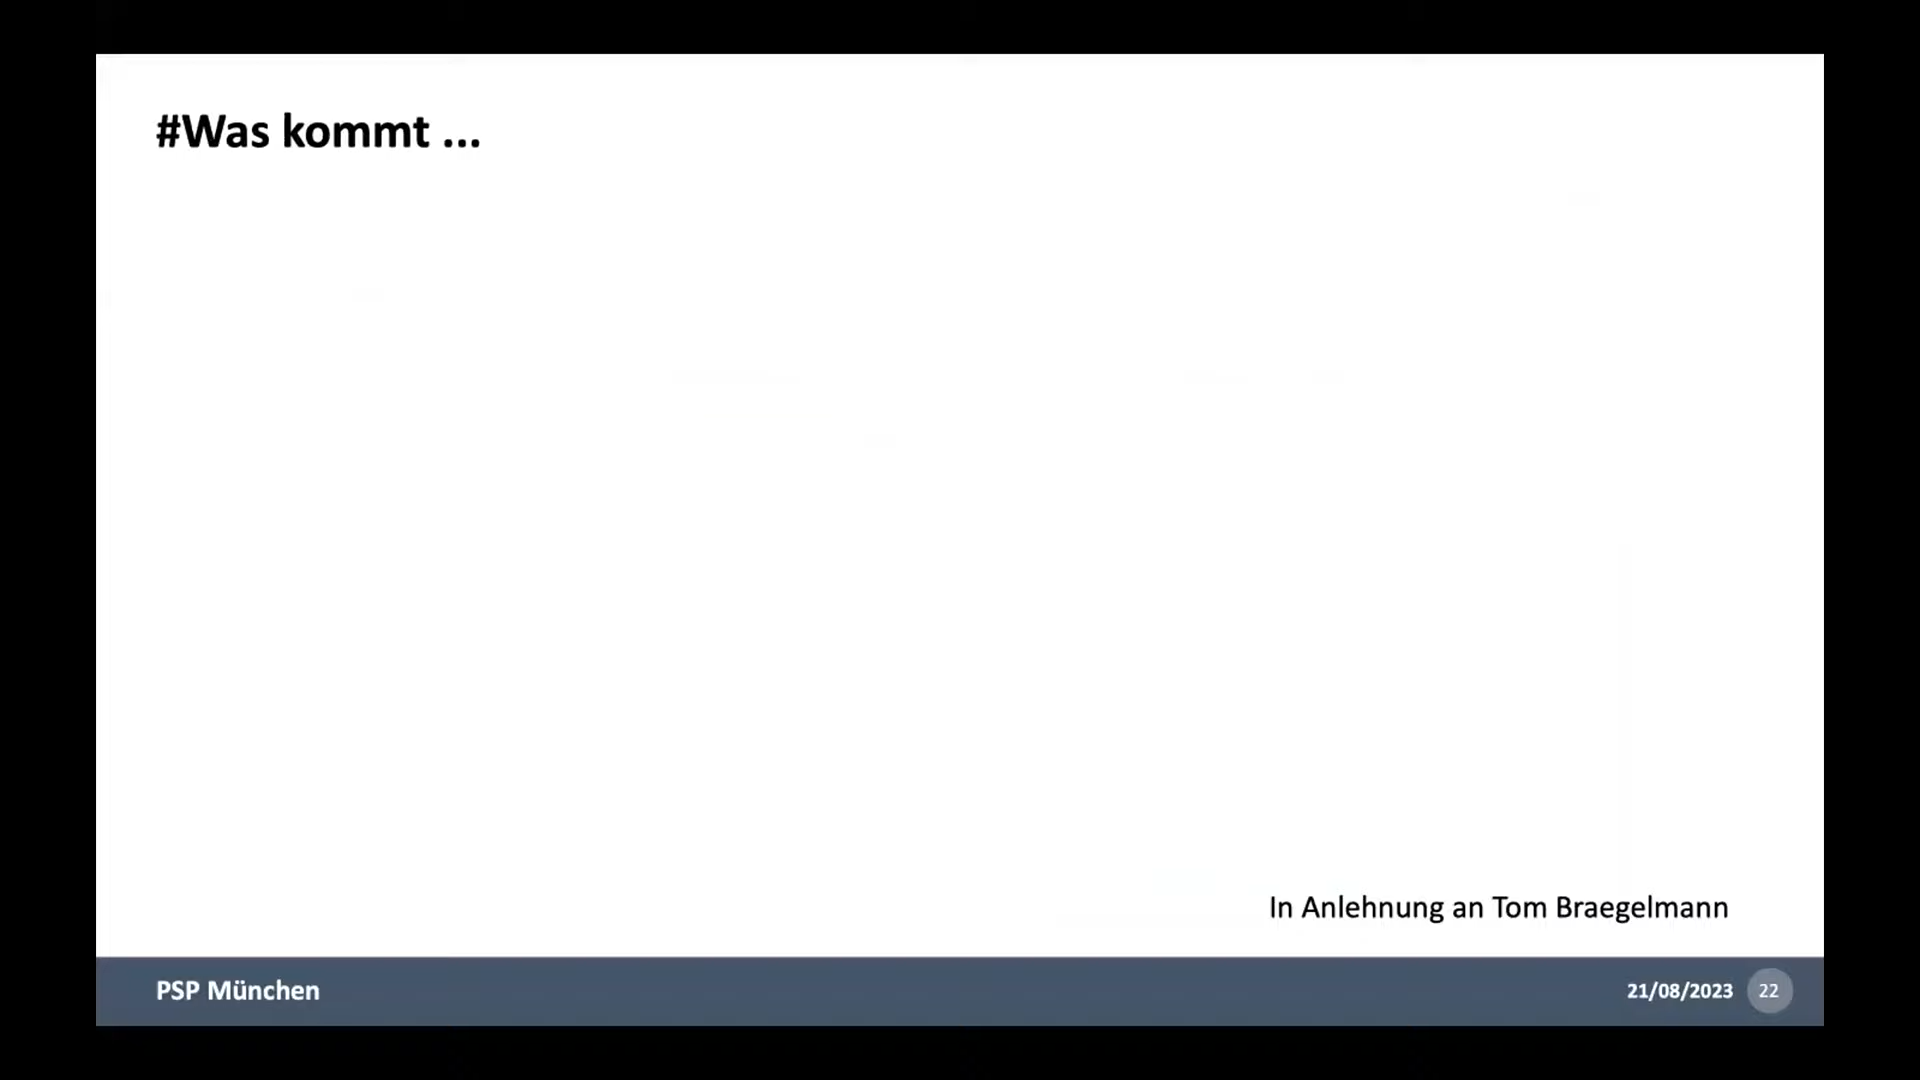 #Was kommt ...
In Anlehnung an Tom Braegelmann
PSP München
21/08/2023 22